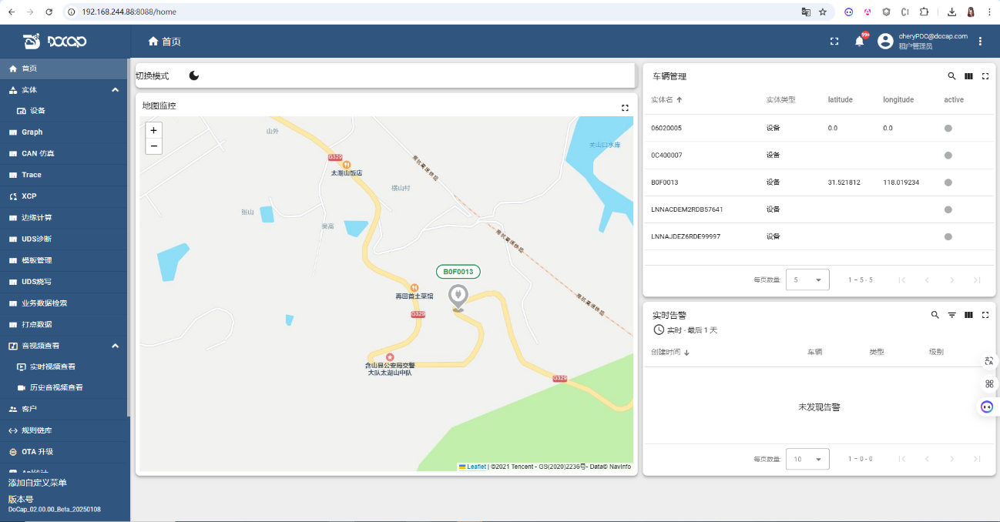 192.168.244.88:8088/home
DOCAP
首页
99+
cheryPDC@docap.com
租户管理员
首页
实体
设备
Graph
CAN 仿真
Trace
XCP
边缘计算
UDS诊断
模板管理
UDS烧写
业务数据检索
打点数据
音视频查看
实时视频查看
历史音视频查看
客户
规则链库
OTA 升级
添加自定义菜单
版本号
DoCap_02.00.00_Beta_20250108
切换模式
地图监控
+
−
山外
关山口水库
G329
太湖山饭店
横山村
张山
吴高
B0F0013
再回首土菜馆
G329
含山县公安局交警
大队太湖山中队
G329
Leaflet | ©2021 Tencent - GS(2020)2236号- Data© NavInfo
车辆管理
实体名 实体类型 latitude longitude active
06020005 设备 0.0 0.0
0C400007 设备
B0F0013 设备 31.521812 118.019234
LNNACDEM2RDB57641 设备
LNNAJDEZ6RDE99997 设备
每页数量: 5 1 – 5 - 5
实时告警
实时 - 最后 1 天
创建时间 车辆 类型 级别
未发现告警
每页数量: 10 1 – 0 - 0